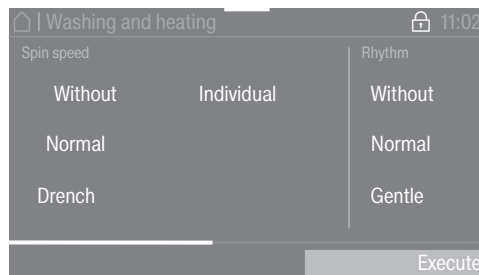 | Washing and heating 11:02
Spin speed
Rhythm
Without Individual Without
Normal Normal
Drench Gentle
Execute